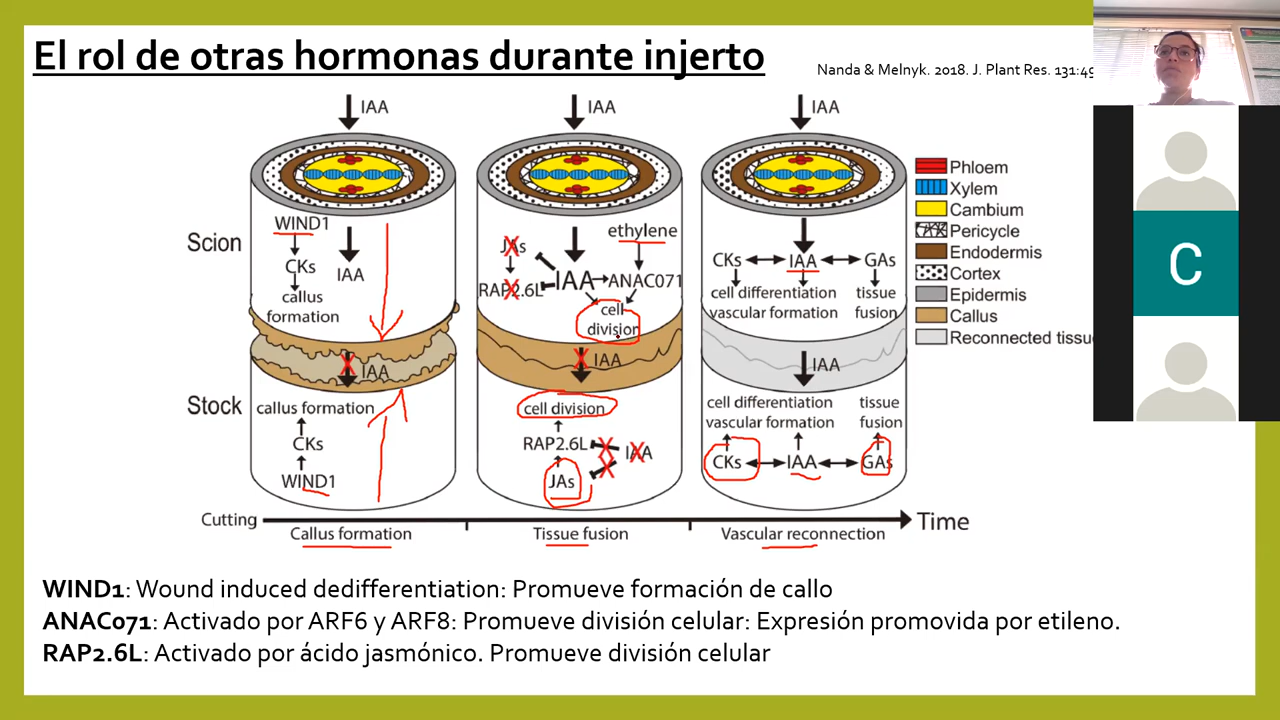 El rol de otras hormonas durante injerto
Nanda & Melnyk. 2018. J. Plant Res. 131:49
IAA
IAA
IAA
Scion
WIND1
CKs
callus
formation
IAA
JAs
RAP2.6L
IAA
ethylene
ANAC071
cell
division
CKs
IAA
GAs
cell differentiation
vascular formation
tissue
fusion
IAA
IAA
IAA
Stock
callus formation
CKs
WIND1
cell division
RAP2.6L
IAA
JAs
cell differentiation
vascular formation
tissue
fusion
CKs
IAA
GAs
Phloem
Xylem
Cambium
Pericycle
Endodermis
Cortex
Epidermis
Callus
Reconnected tissue
C
Cutting
Time
Callus formation
Tissue fusion
Vascular reconnection
WIND1: Wound induced dedifferentiation: Promueve formación de callo
ANAC071: Activado por ARF6 y ARF8: Promueve división celular: Expresión promovida por etileno.
RAP2.6L: Activado por ácido jasmónico. Promueve división celular